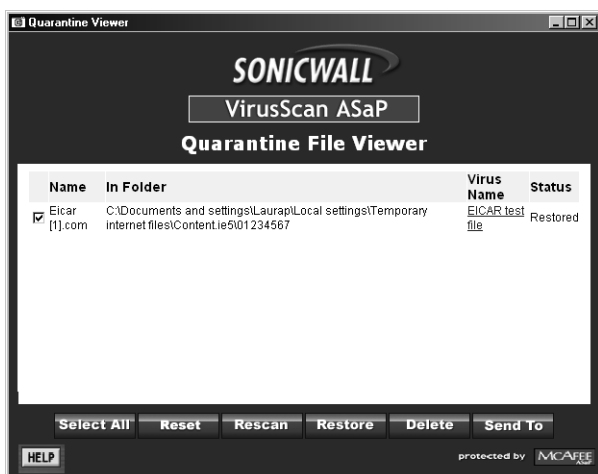 Quarantine Viewer
SONICWALL
VirusScan ASaP
Quarantine File Viewer
Name In Folder Virus Name Status
Eicar [1].com C:\Documents and settings\Laurap\Local settings\Temporary internet files\Content.ie5\01234567 EICAR test file Restored
Select All Reset Rescan Restore Delete Send To
HELP protected by MCAFEE
ASaP